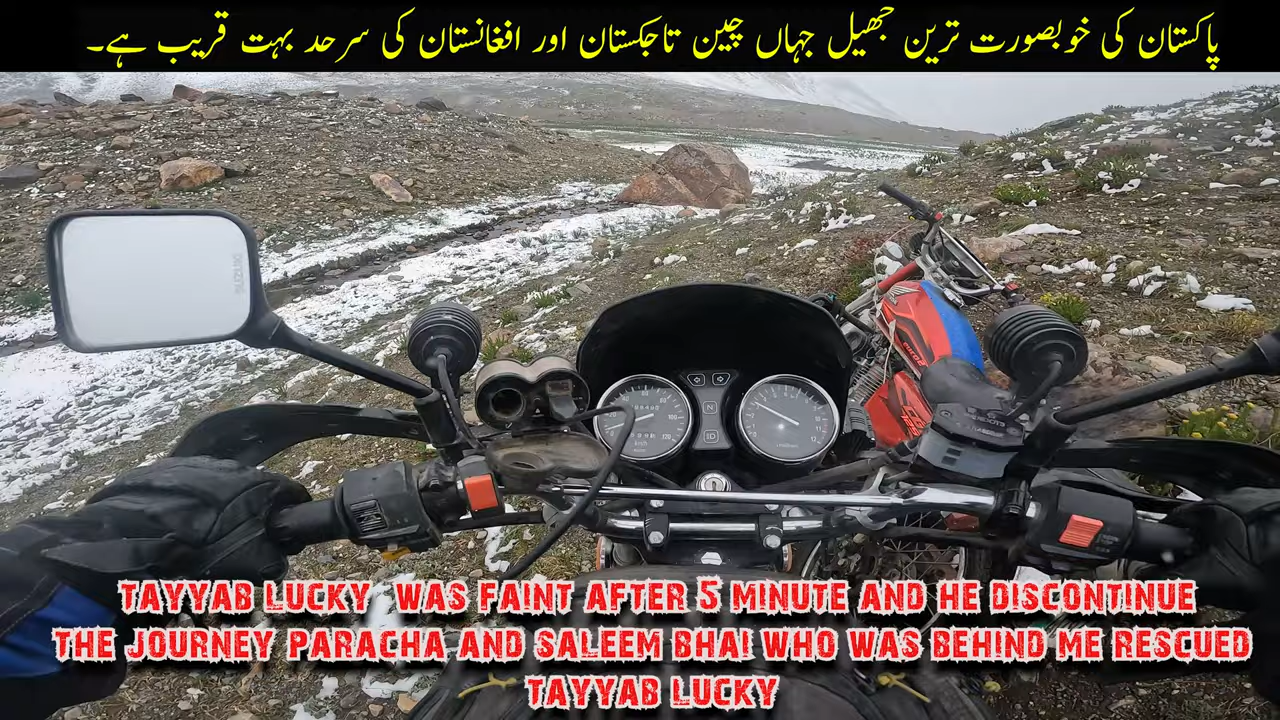 پاکستان کی خوبصورت ترین جھیل جہاں چین تاجکستان اور افغانستان کی سرحد بہت قریب ہے۔
SUZUKI
N
TAYYAB LUCKY WAS FAINT AFTER 5 MINUTE AND HE DISCONTINUE
THE JOURNEY PARACHA AND SALEEM BHAI WHO WAS BEHIND ME RESCUED
TAYYAB LUCKY